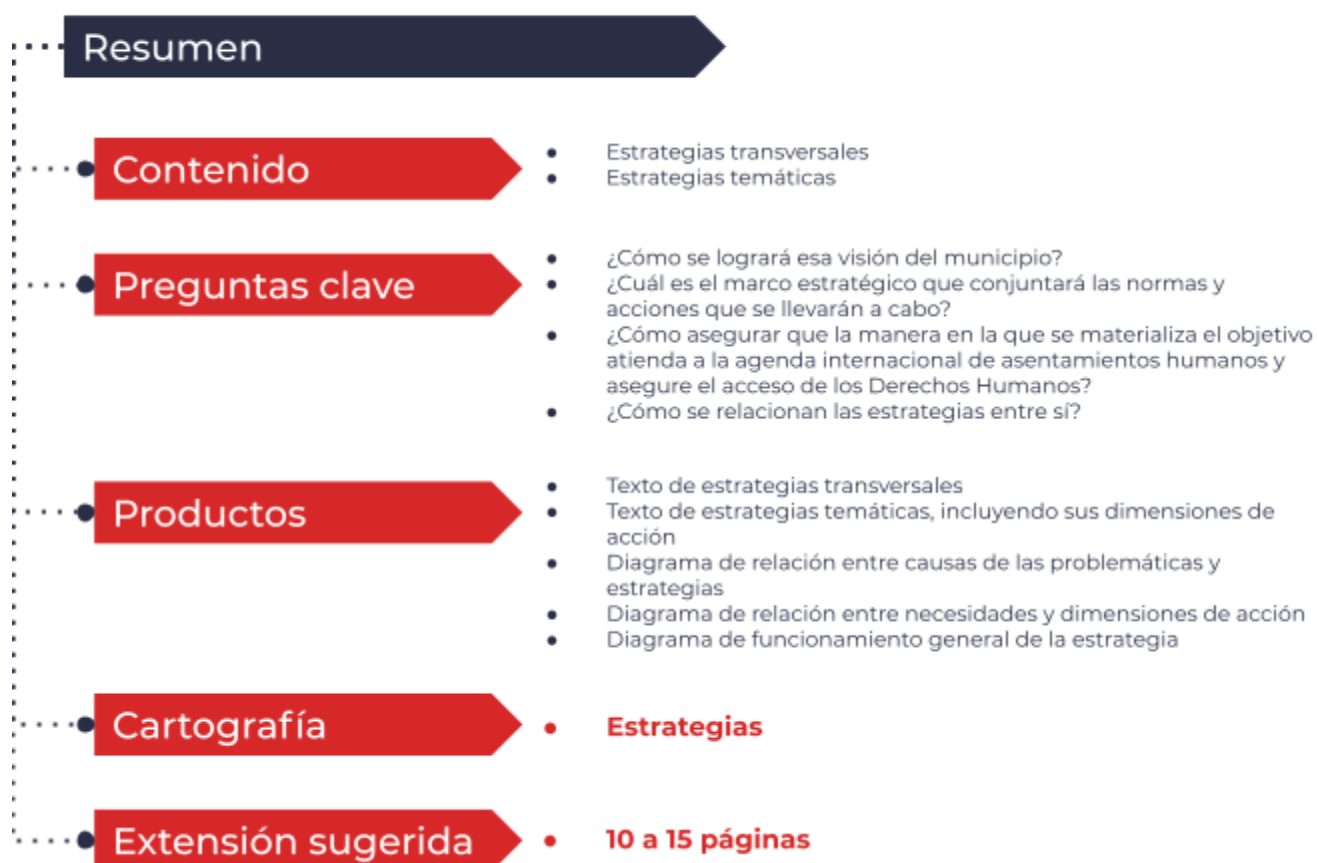 Resumen
Contenido
Estrategias transversales
Estrategias temáticas
Preguntas clave
¿Cómo se logrará esa visión del municipio?
¿Cuál es el marco estratégico que conjuntará las normas y
acciones que se llevarán a cabo?
¿Cómo asegurar que la manera en la que se materializa el objetivo
atienda a la agenda internacional de asentamientos humanos y
asegure el acceso de los Derechos Humanos?
¿Cómo se relacionan las estrategias entre sí?
Productos
Texto de estrategias transversales
Texto de estrategias temáticas, incluyendo sus dimensiones de
acción
Diagrama de relación entre causas de las problemáticas y
estrategias
Diagrama de relación entre necesidades y dimensiones de acción
Diagrama de funcionamiento general de la estrategia
Cartografía
Estrategias
Extensión sugerida
10 a 15 páginas